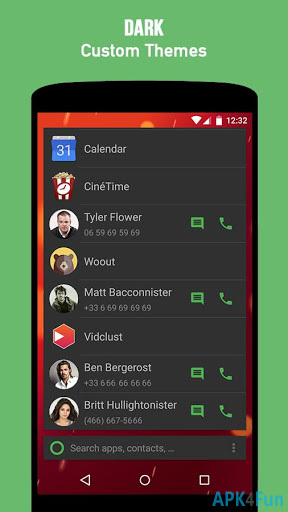 DARK
Custom Themes
12:32
31
Calendar
CinéTime
Tyler Flower
06 59 69 59 69
Woout
Matt Bacconnister
+33 6 69 69 69 69
Vidclust
Ben Bergerost
+33 6 66 66 66 66
Britt Hullightonister
(466) 667-5666
Search apps, contacts, ...
APK4Fun